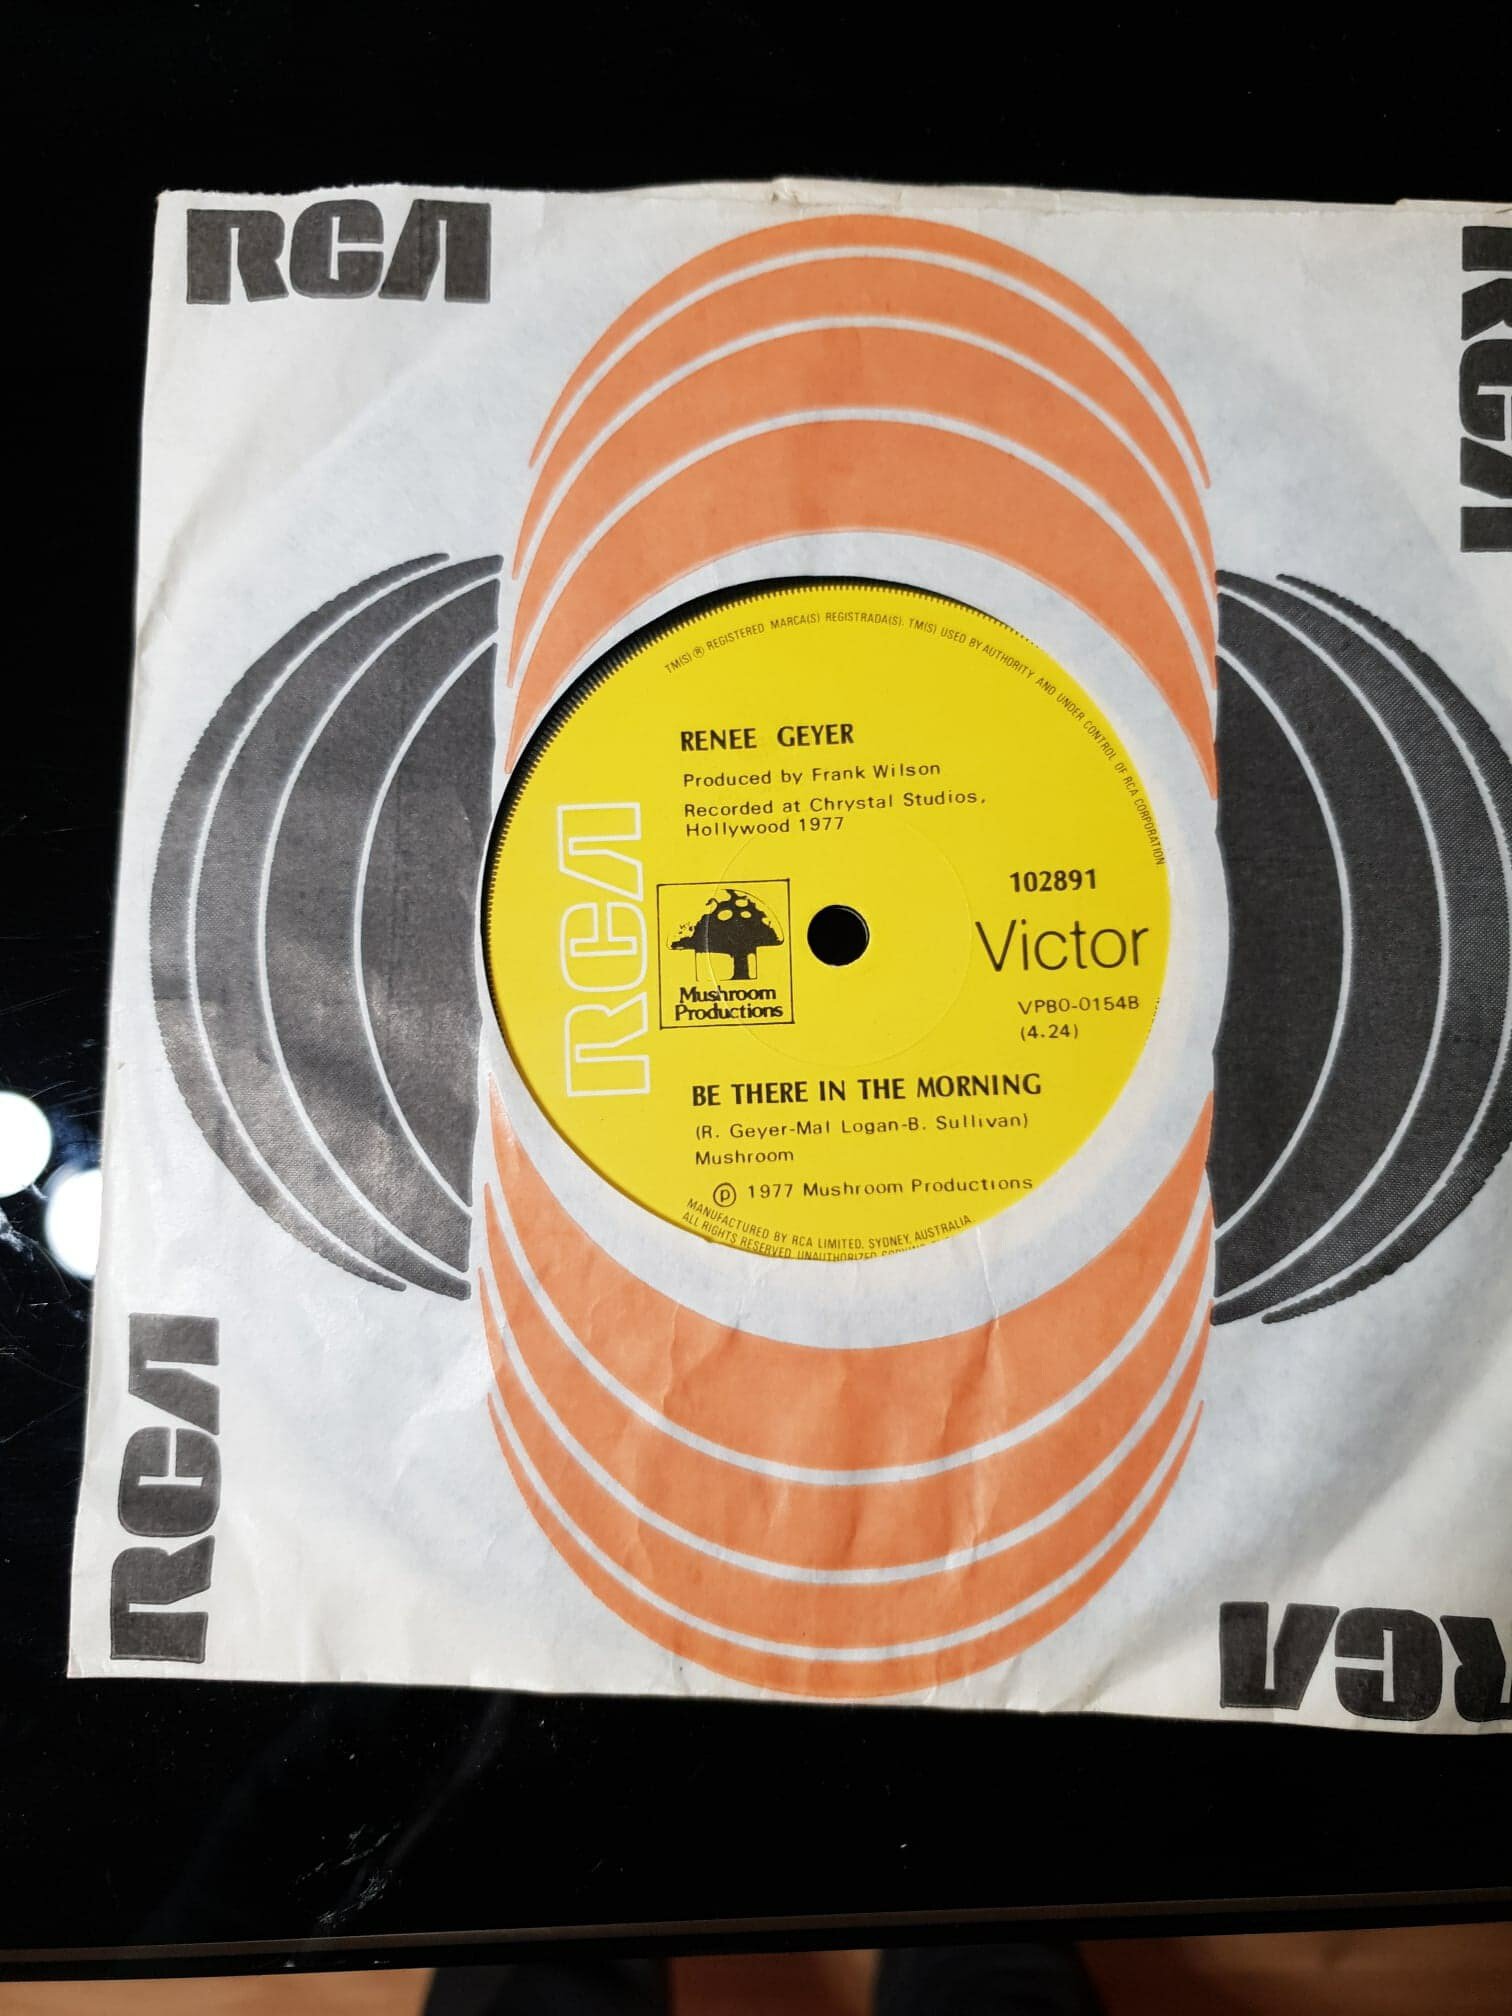 RCA
RCA
TM(S) ® REGISTERED MARCA(S) REGISTRADA(S). TM(S) USED BY AUTHORITY AND UNDER CONTROL OF RCA CORPORATION
RENEE GEYER
Produced by Frank Wilson
Recorded at Chrystal Studios,
Hollywood 1977
RCA
102891
Victor
Mushroom
Productions
VPBO-0154B
(4.24)
BE THERE IN THE MORNING
(R. Geyer-Mal Logan-B. Sullivan)
Mushroom
℗ 1977 Mushroom Productions
MANUFACTURED BY RCA LIMITED, SYDNEY, AUSTRALIA
ALL RIGHTS RESERVED. UNAUTHORIZED
RCA
RCA